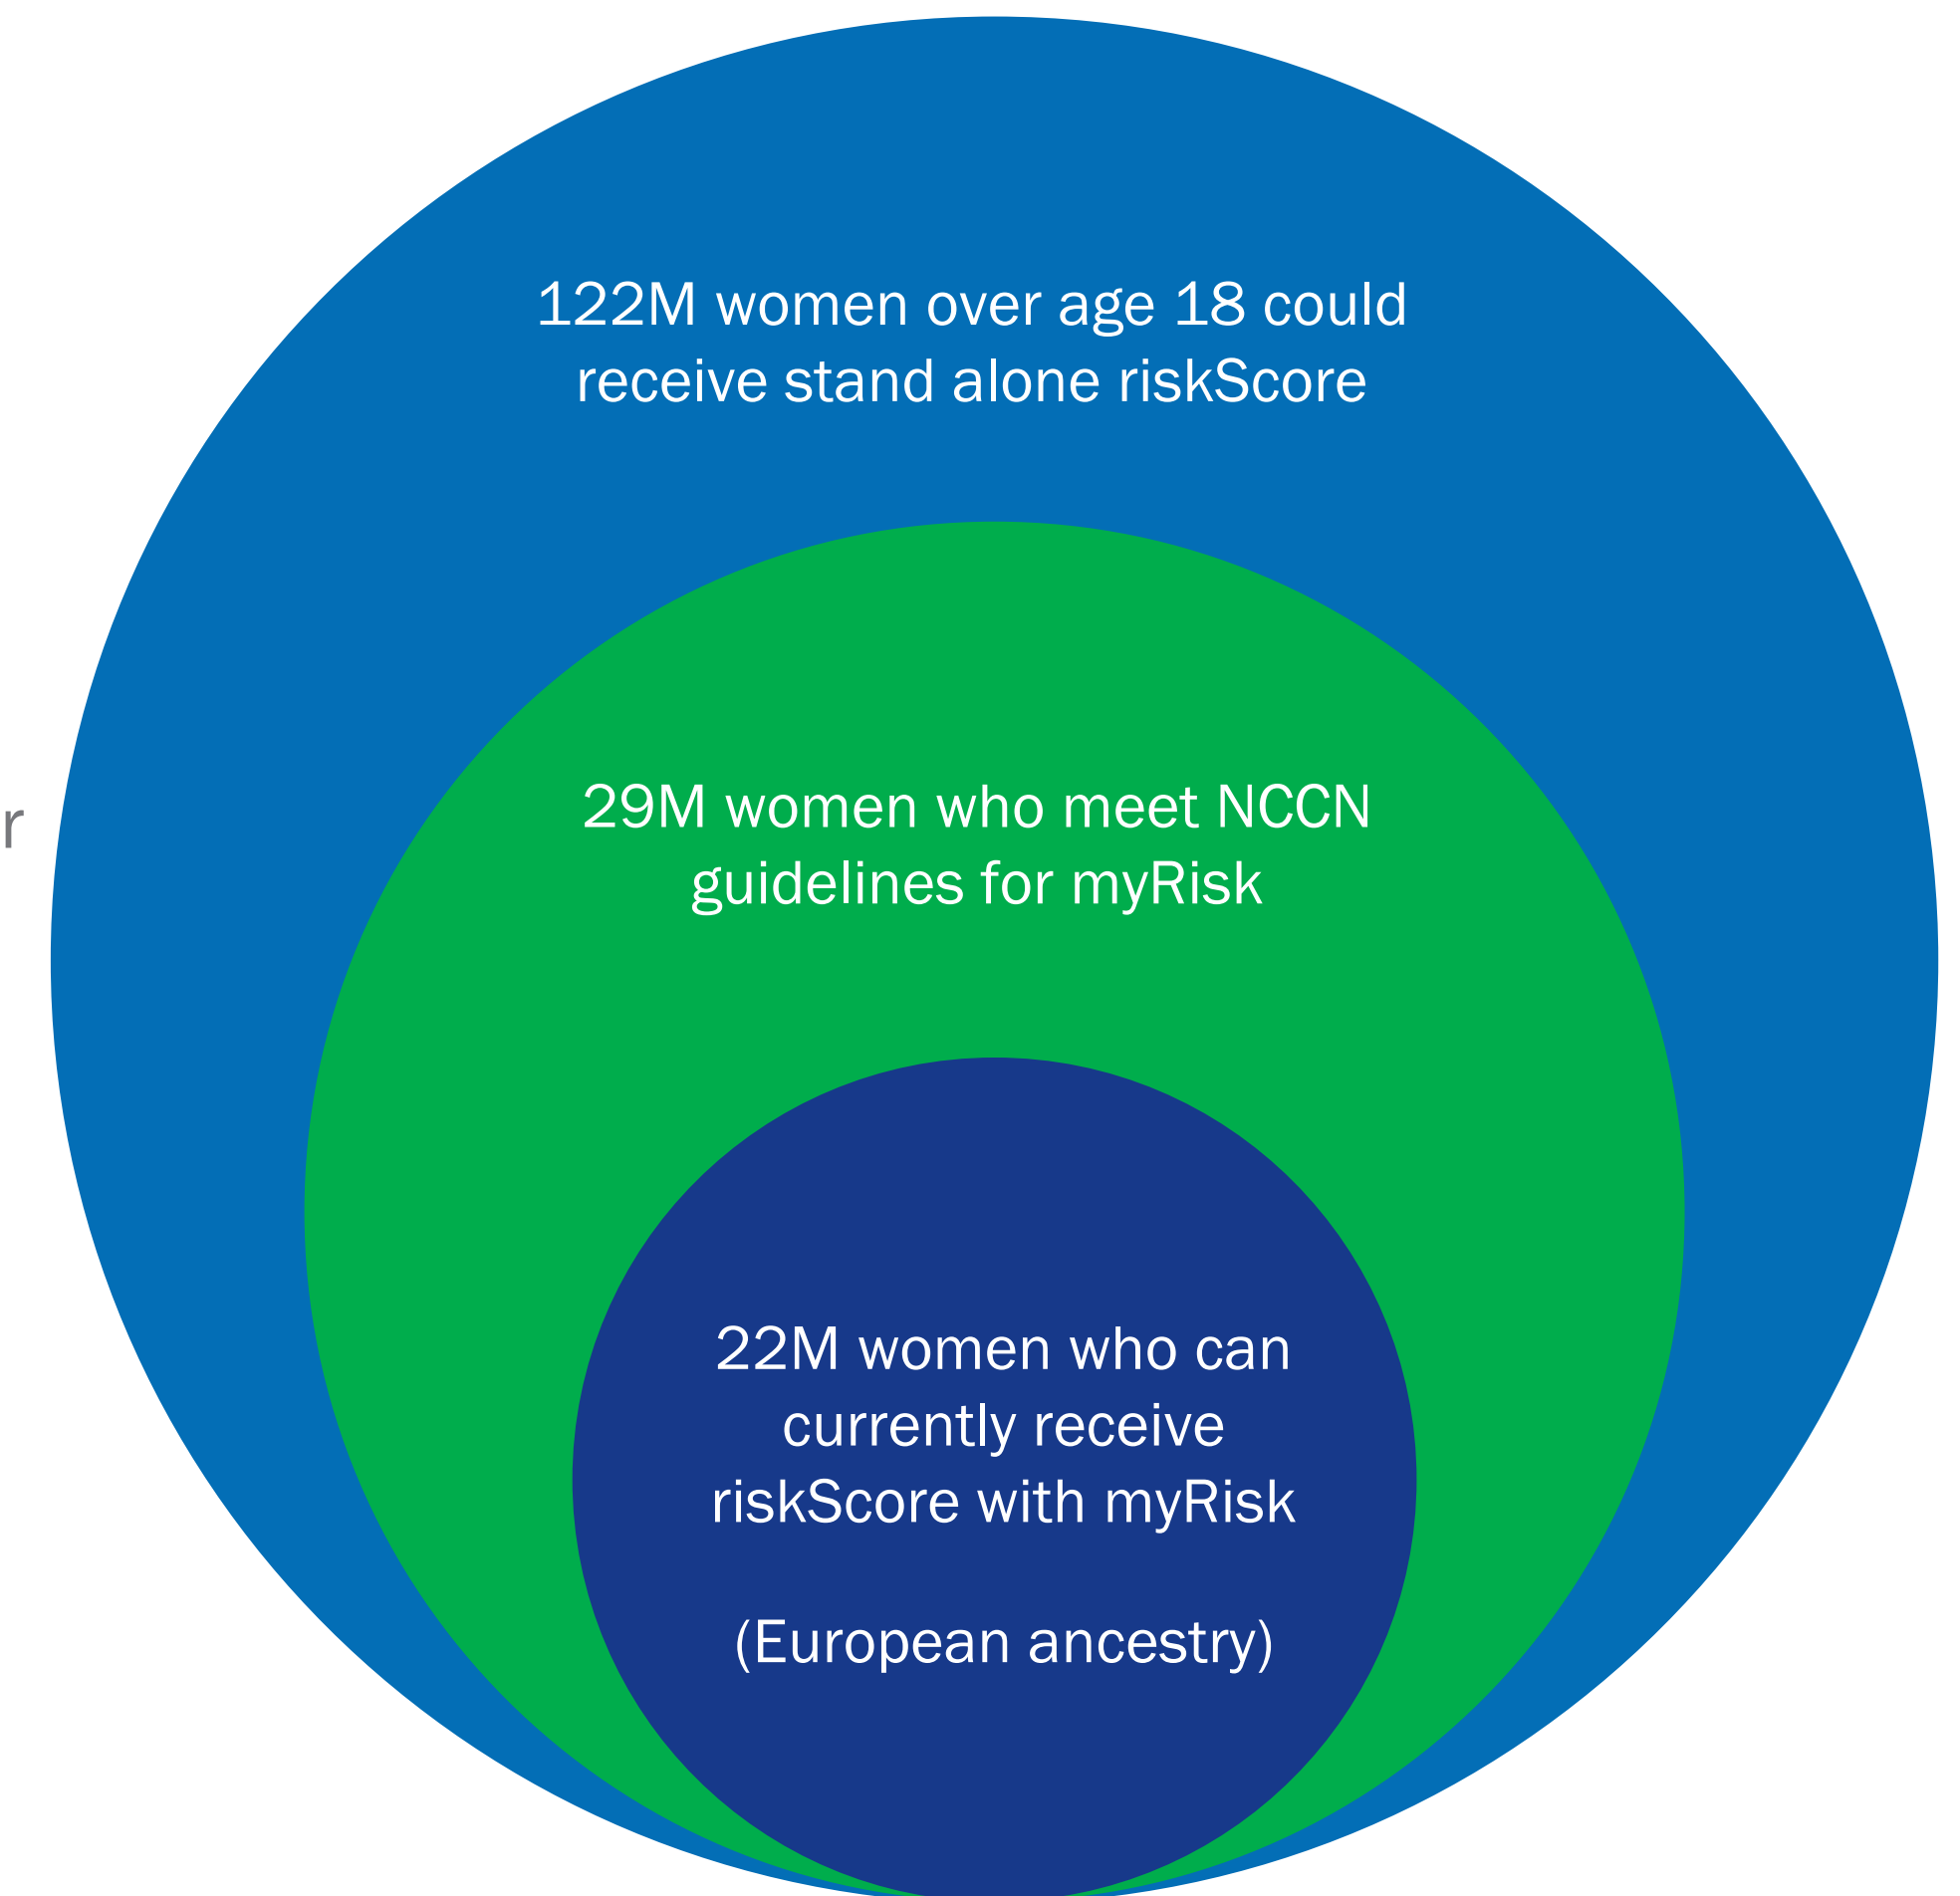 122M women over age 18 could
receive stand alone riskScore
r
29M women who meet NCCN
guidelines for myRisk
22M women who can
currently receive
riskScore with myRisk
(European ancestry)